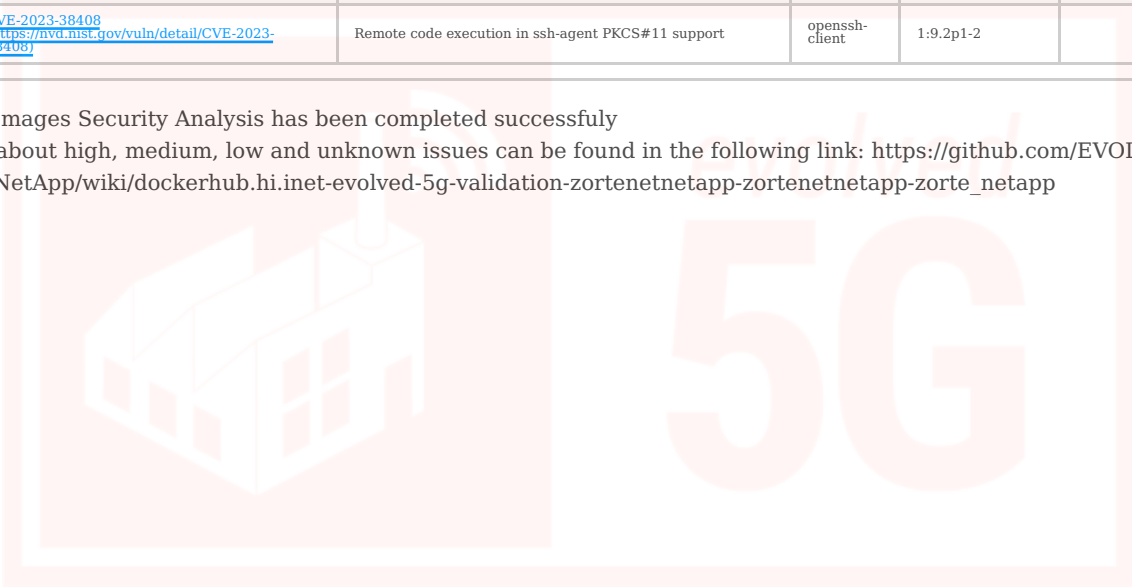 VE-2023-38408
ttps://nvd.nist.gov/vuln/detail/CVE-2023-
8408)
Remote code execution in ssh-agent PKCS#11 support
openssh-
client
1:9.2p1-2
mages Security Analysis has been completed successfuly
about high, medium, low and unknown issues can be found in the following link: https://github.com/EVOL
NetApp/wiki/dockerhub.hi.inet-evolved-5g-validation-zortenetnetapp-zortenetnetapp-zorte_netapp
evolved
5G